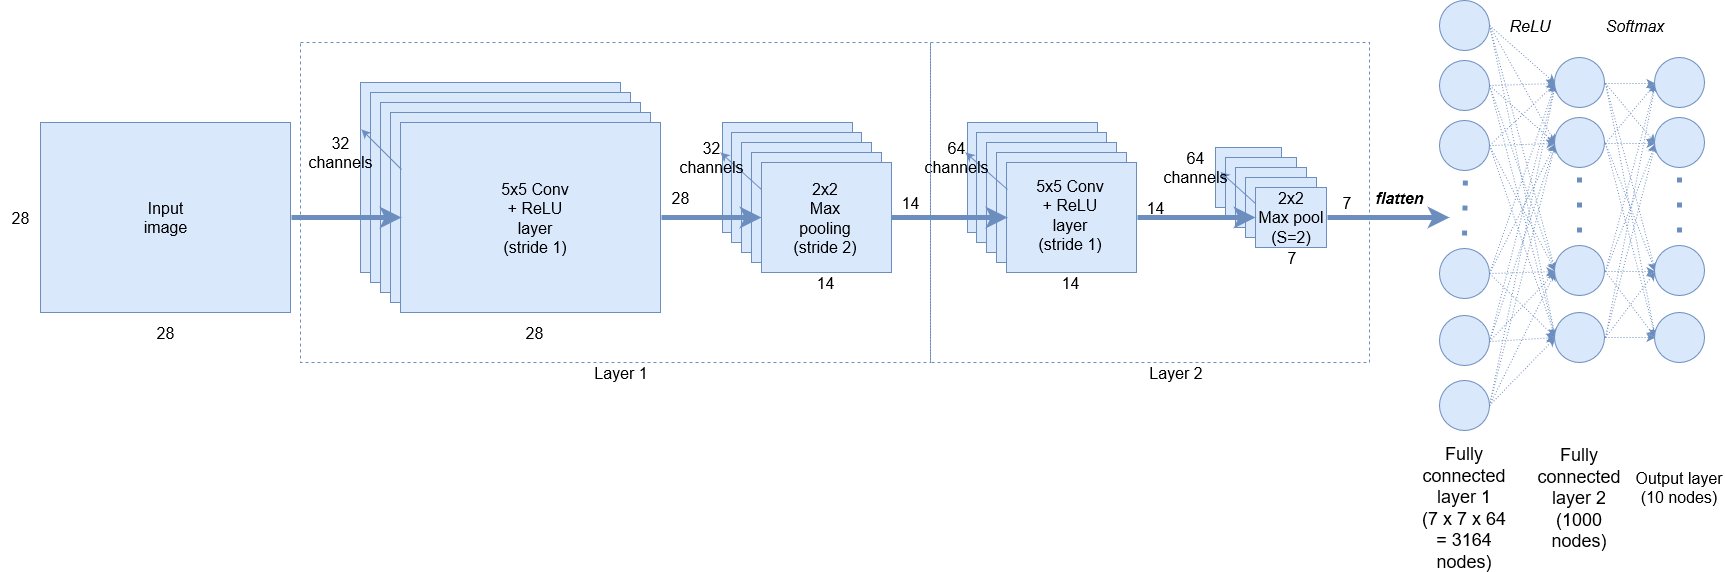 28
Input
image
28
32
channels
5x5 Conv
+ ReLU
layer
(stride 1)
28
28
32
channels
2x2
Max
pooling
(stride 2)
14
14
Layer 1
64
channels
5x5 Conv
+ ReLU
layer
(stride 1)
14
14
64
channels
2x2
Max pool
(S=2)
7
7
Layer 2
flatten
ReLU
Softmax
Fully
connected
layer 1
(7 x 7 x 64
= 3164
nodes)
Fully
connected
layer 2
(1000
nodes)
Output layer
(10 nodes)